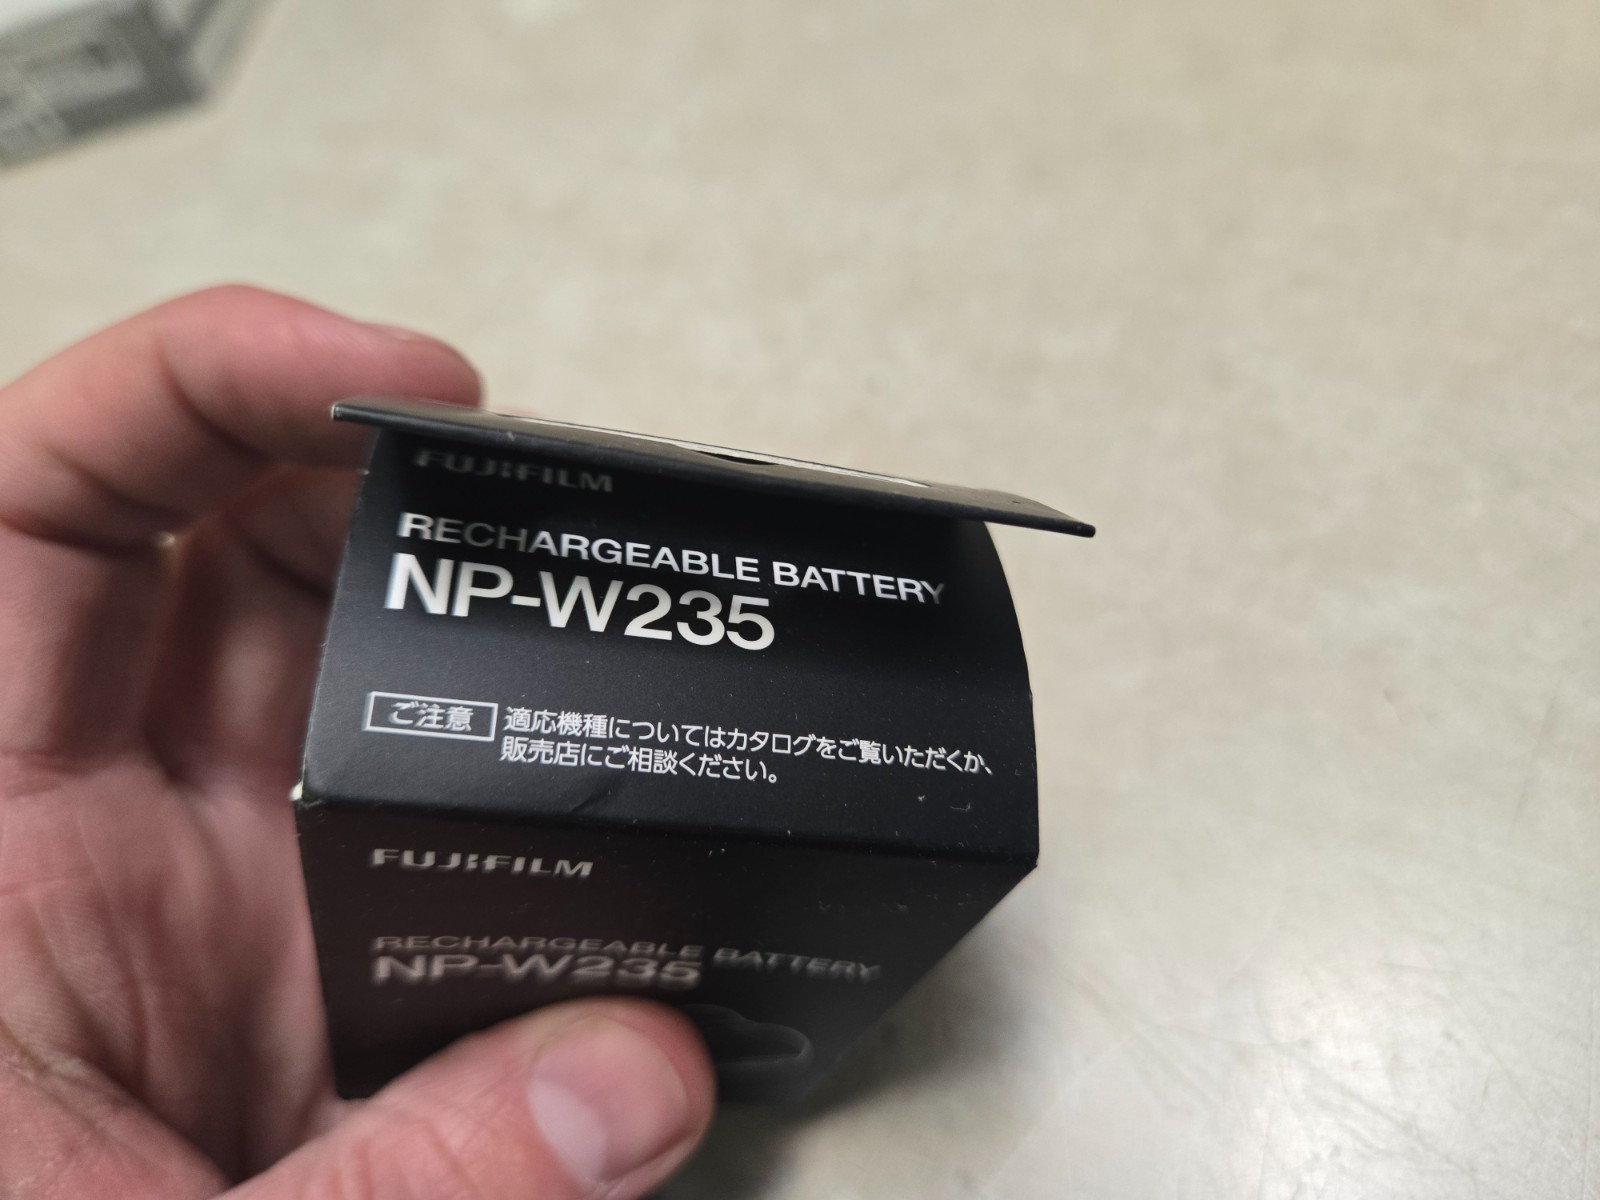 FUJIFILM
RECHARGEABLE BATTERY
NP-W235
ご注意 適応機種についてはカタログをご覧いただくか、
販売店にご相談ください。
FUJIFILM
RECHARGEABLE BATTERY
NP-W235